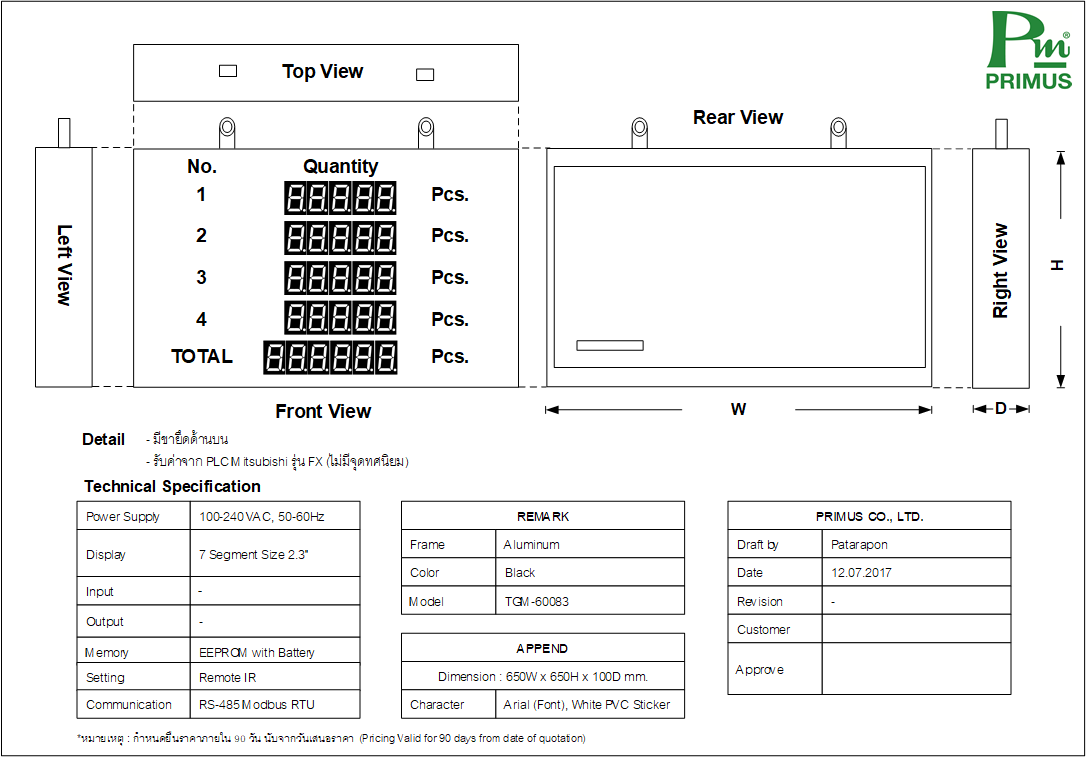 Pm®
PRIMUS
Top View
Rear View
No. Quantity
1 88888 Pcs.
2 88888 Pcs.
3 88888 Pcs.
4 88888 Pcs.
TOTAL 888888 Pcs.
Left View
Right View
H
Front View
W
D
Detail - มีขายึดด้านบน
- รับค่าจาก PLC Mitsubishi รุ่น FX (ไม่มีจุดทศนิยม)
Technical Specification
Power Supply 100-240VAC, 50-60Hz
Display 7 Segment Size 2.3"
Input -
Output -
Memory EEPROM with Battery
Setting Remote IR
Communication RS-485 Modbus RTU
REMARK
Frame Aluminum
Color Black
Model TGM-60083
APPEND
Dimension : 650W x 650H x 100D mm.
Character Arial (Font), White PVC Sticker
PRIMUS CO., LTD.
Draft by Patarapon
Date 12.07.2017
Revision -
Customer
Approve
*หมายเหตุ : กำหนดยืนราคาภายใน 90 วัน นับจากวันเสนอราคา (Pricing Valid for 90 days from date of quotation)